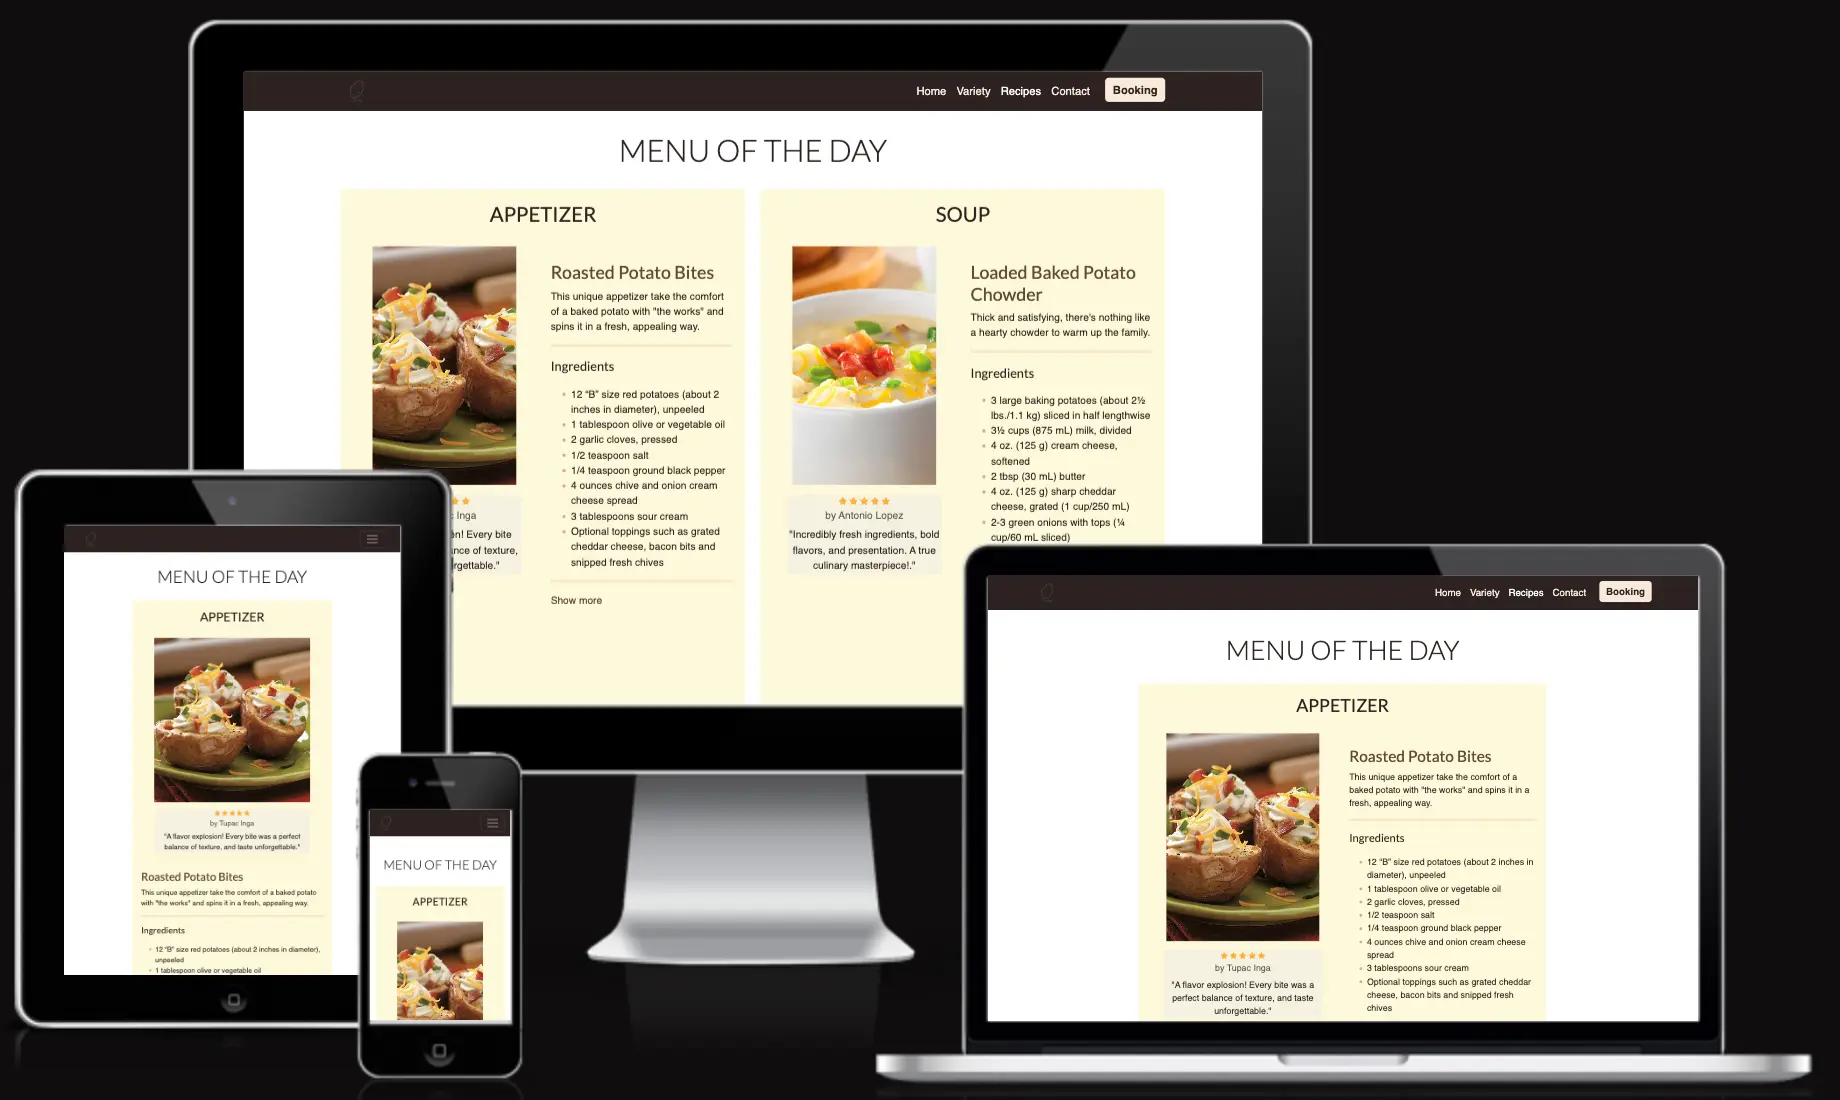 Home Variety Recipes Contact Booking
MENU OF THE DAY
APPETIZER
Roasted Potato Bites
This unique appetizer take the comfort
of a baked potato with "the works" and
spins it in a fresh, appealing way.
Ingredients
12 “B” size red potatoes (about 2
inches in diameter), unpeeled
1 tablespoon olive or vegetable oil
2 garlic cloves, pressed
1/2 teaspoon salt
1/4 teaspoon ground black pepper
4 ounces chive and onion cream
cheese spread
3 tablespoons sour cream
Optional toppings such as grated
cheddar cheese, bacon bits and
snipped fresh chives
Show more
Inga
Every bite
of texture,
SOUP
by Antonio Lopez
"Incredibly fresh ingredients, bold
flavors, and presentation. A true
culinary masterpiece!."
Loaded Baked Potato
Chowder
Thick and satisfying, there's nothing like
a hearty chowder to warm up the family.
Ingredients
3 large baking potatoes (about 2½
lbs./1.1 kg) sliced in half lengthwise
3½ cups (875 mL) milk, divided
4 oz. (125 g) cream cheese,
softened
2 tbsp (30 mL) butter
4 oz. (125 g) sharp cheddar
cheese, grated (1 cup/250 mL)
2-3 green onions with tops (¼
cup/60 mL sliced)
MENU OF THE DAY
APPETIZER
by Tupac Inga
"A flavor explosion! Every bite was a perfect
balance of texture, and taste unforgettable."
Roasted Potato Bites
This unique appetizer take the comfort of a baked potato
with "the works" and spins it in a fresh, appealing way.
Ingredients
12 “B” size red potatoes (about 2 inches in diameter),
unpeeled
1 tablespoon olive or vegetable oil
MENU OF THE DAY
APPETIZER
Home Variety Recipes Contact Booking
MENU OF THE DAY
APPETIZER
by Tupac Inga
"A flavor explosion! Every bite was a
perfect balance of texture, and taste
unforgettable."
Roasted Potato Bites
This unique appetizer take the comfort of a
baked potato with "the works" and spins it in a
fresh, appealing way.
Ingredients
12 “B” size red potatoes (about 2 inches in
diameter), unpeeled
1 tablespoon olive or vegetable oil
2 garlic cloves, pressed
1/2 teaspoon salt
1/4 teaspoon ground black pepper
4 ounces chive and onion cream cheese
spread
3 tablespoons sour cream
Optional toppings such as grated cheddar
cheese, bacon bits and snipped fresh
chives